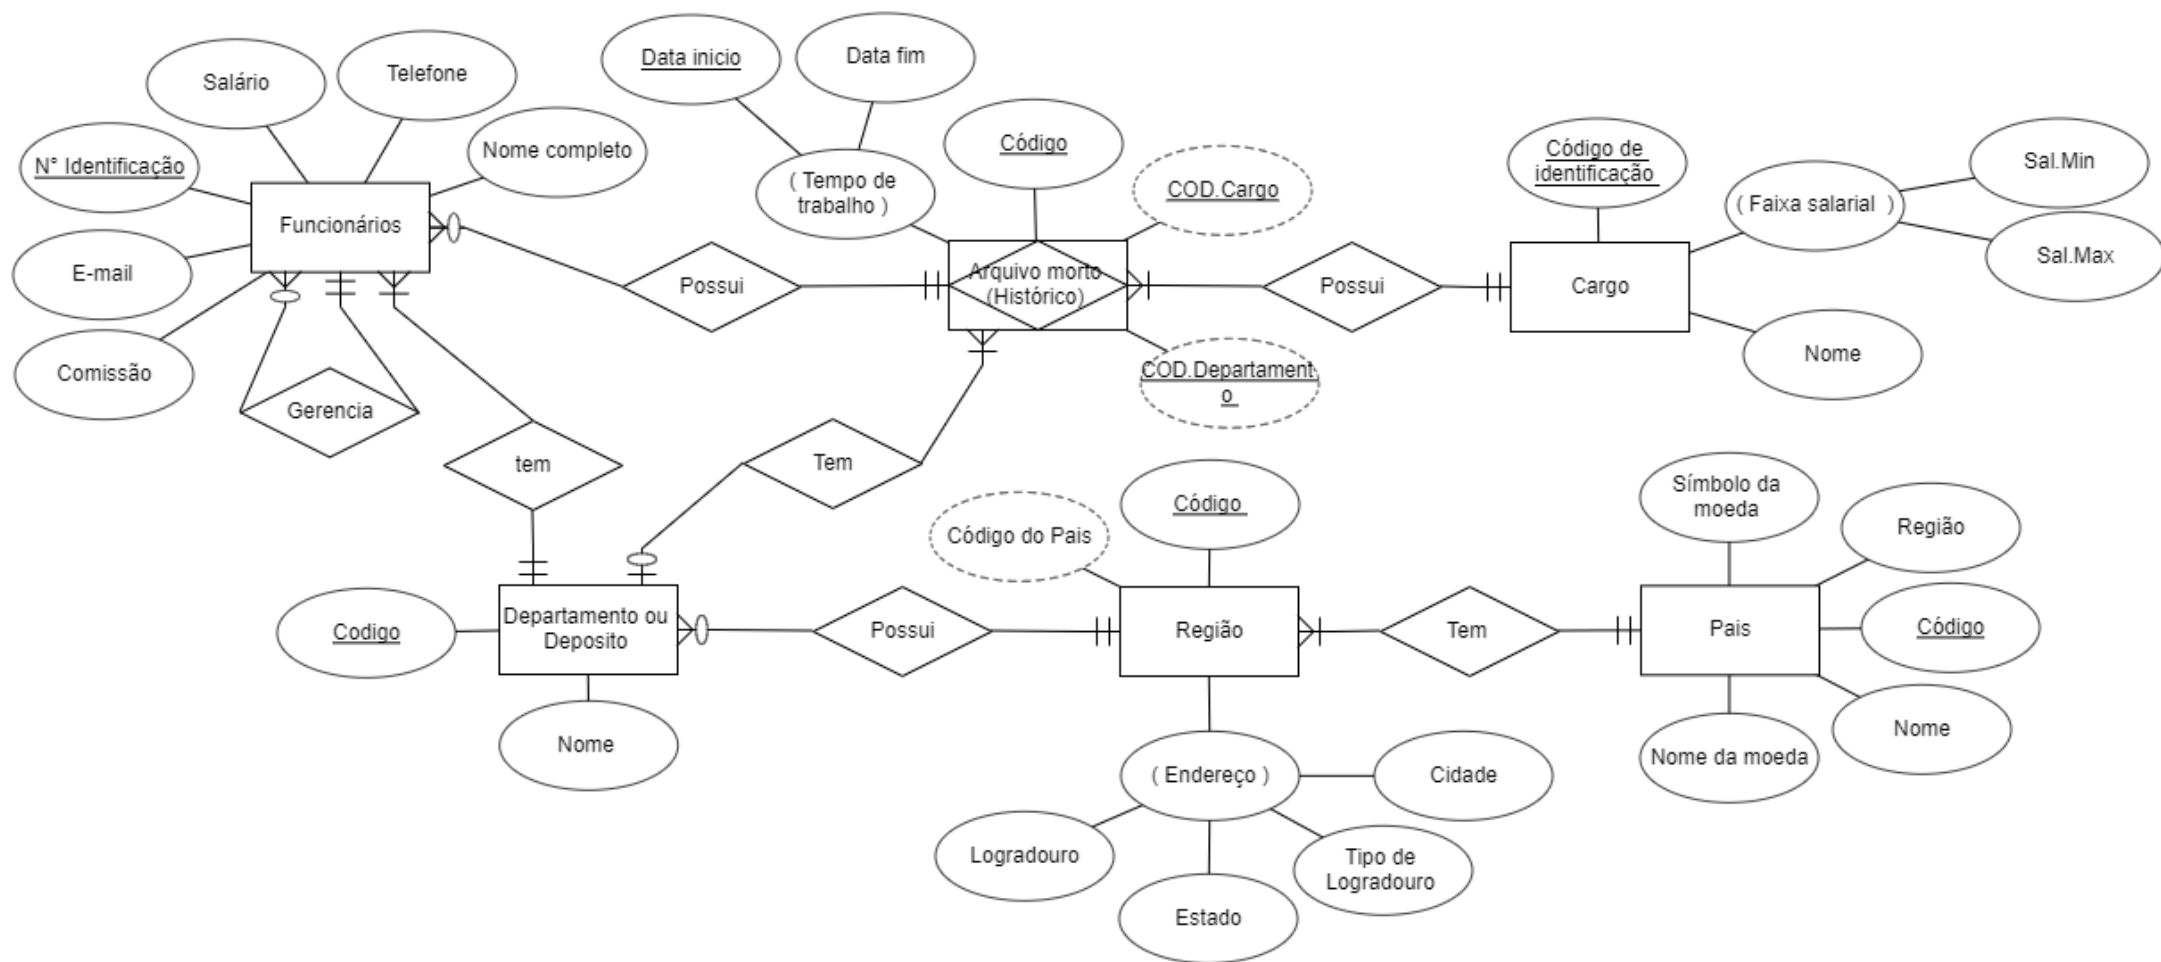 Salário
Telefone
Data inicio
Data fim
N° Identificação
Nome completo
( Tempo de
trabalho )
Código
COD.Cargo
Código de
identificação
( Faixa salarial )
Sal.Min
Sal.Max
Funcionários
E-mail
Comissão
Possui
Arquivo morto
(Histórico)
Possui
Cargo
Nome
COD.Departament
o
Gerencia
tem
Tem
Código do Pais
Código
Símbolo da
moeda
Região
Codigo
Departamento ou
Deposito
Possui
Região
Tem
Pais
Código
Nome
Nome
Nome da moeda
( Endereço )
Cidade
Logradouro
Tipo de
Logradouro
Estado